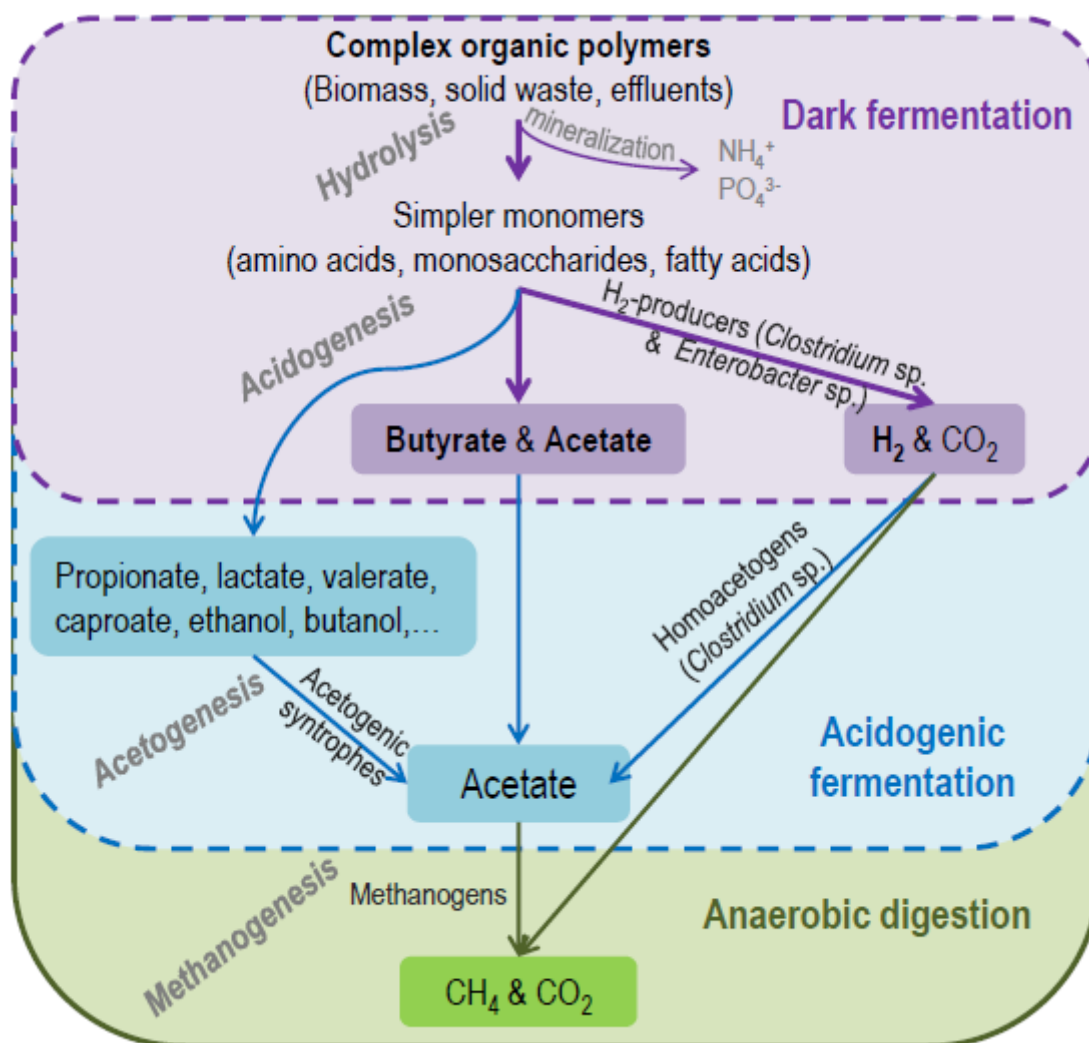 Complex organic polymers
(Biomass, solid waste, effluents)
Dark fermentation
Hydrolysis
mineralization
NH₄⁺
PO₄³⁻
Simpler monomers
(amino acids, monosaccharides, fatty acids)
Acidogenesis
H₂-producers (Clostridium sp.
& Enterobacter sp.)
Butyrate & Acetate
H₂ & CO₂
Propionate, lactate, valerate,
caproate, ethanol, butanol,...
Homoacetogens
(Clostridium sp.)
Acetogenesis
Acetogenic
syntrophes
Acidogenic
fermentation
Acetate
Methanogenesis
Methanogens
Anaerobic digestion
CH₄ & CO₂